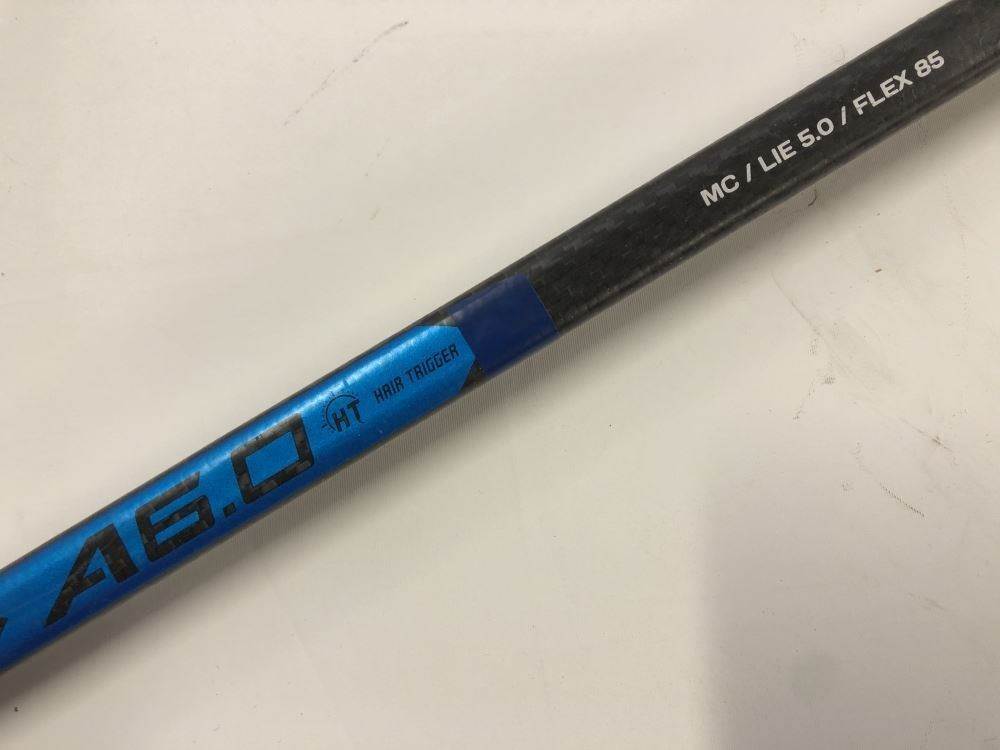 A6.0 HT HAIR TRIGGER
MC / LIE 5.0 / FLEX 85